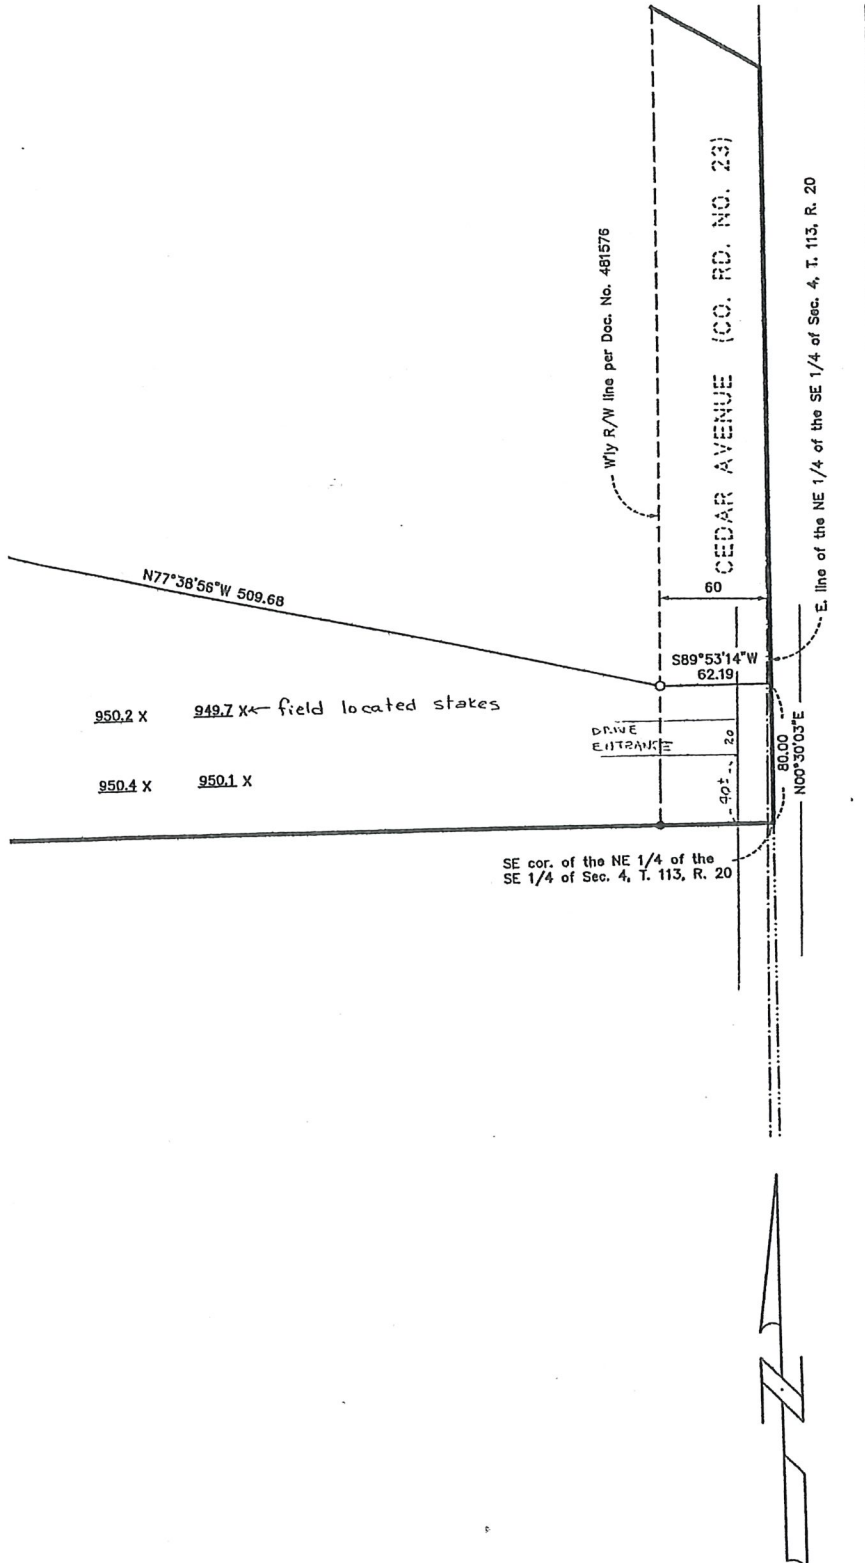 CEDAR AVENUE (CO. RD. NO. 23)
W'ly R/W line per Doc. No. 481576
E. line of the NE 1/4 of the SE 1/4 of Sec. 4, T. 113, R. 20
N77°38'56"W 509.68
60
S89°53'14"W
62.19
950.2 X
949.7 X ← field located stakes
DRIVE
ENTRANCE
20
80.00
N00°30'03"E
950.4 X
950.1 X
40±
SE cor. of the NE 1/4 of the
SE 1/4 of Sec. 4, T. 113, R. 20
N